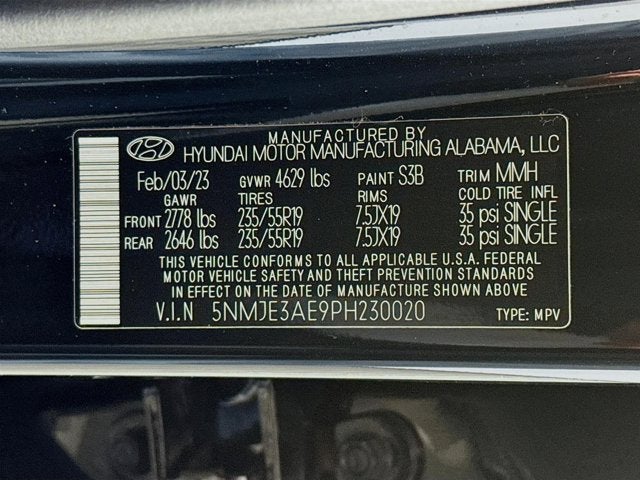 MANUFACTURED BY
HYUNDAI MOTOR MANUFACTURING ALABAMA, LLC
Feb/03/23 GVWR 4629 lbs PAINT S3B TRIM MMH
GAWR TIRES RIMS COLD TIRE INFL
FRONT 2778 lbs 235/55R19 7.5JX19 35 psi SINGLE
REAR 2646 lbs 235/55R19 7.5JX19 35 psi SINGLE
THIS VEHICLE CONFORMS TO ALL APPLICABLE U.S.A. FEDERAL
MOTOR VEHICLE SAFETY AND THEFT PREVENTION STANDARDS
IN EFFECT ON THE DATE OF MANUFACTURE SHOWN ABOVE
V.I.N 5NMJE3AE9PH230020 TYPE: MPV